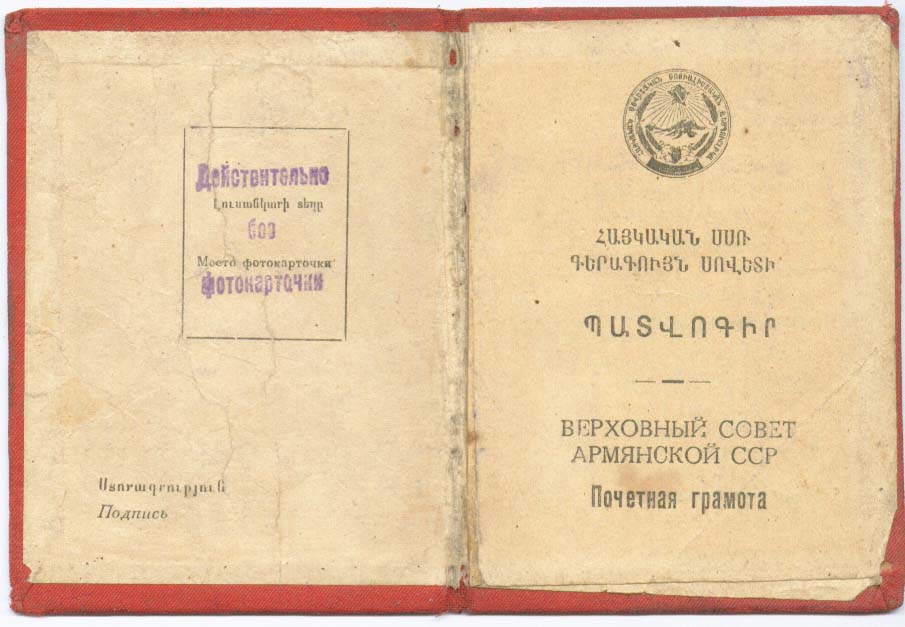 Действительно
Լուսանկարի տեղը
без
Место фотокарточки
фотокарточки
Ստորագրություն
Подпись
ՀԱՅԿԱԿԱՆ ՍՍՌ
ԳԵՐԱԳՈՒՅՆ ՍՈՎԵՏԻ
ՊԱՏՎՈԳԻՐ
ВЕРХОВНЫЙ СОВЕТ
АРМЯНСКОЙ ССР
Почетная грамота